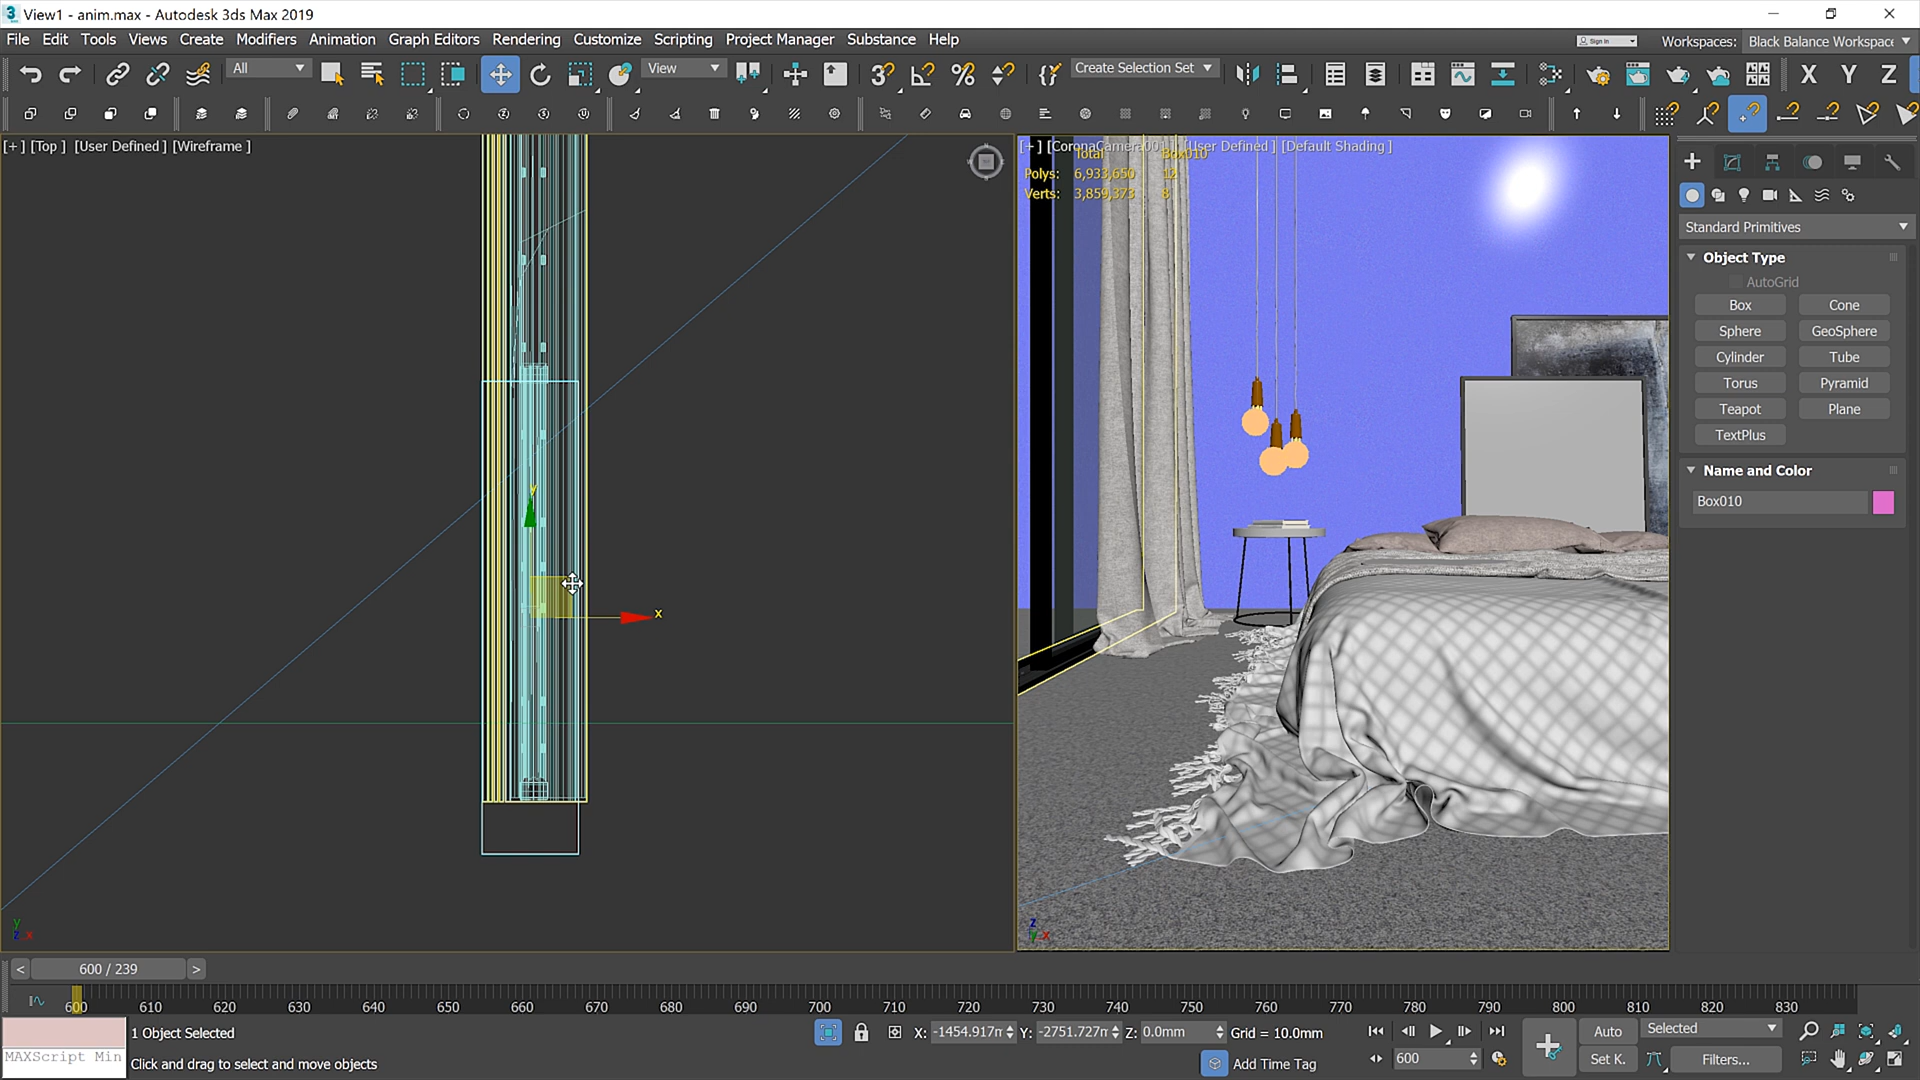 View1 - anim.max - Autodesk 3ds Max 2019
File Edit Tools Views Create Modifiers Animation Graph Editors Rendering Customize Scripting Project Manager Substance Help
Sign In
Workspaces: Black Balance Workspace
All
View
Create Selection Set
X Y Z
[+] [Top] [User Defined] [Wireframe]
[+] [CoronaCamera001] [User Defined] [Default Shading]
Total Box010
Polys: 6,933,650 12
Verts: 3,859,373 8
Standard Primitives
Object Type
AutoGrid
Box Cone
Sphere GeoSphere
Cylinder Tube
Torus Pyramid
Teapot Plane
TextPlus
Name and Color
Box010
y
x
y
z x
z
y x
< 600 / 239 >
600 610 620 630 640 650 660 670 680 690 700 710 720 730 740 750 760 770 780 790 800 810 820 830
1 Object Selected
X: -1454.917m Y: -2751.727m Z: 0.0mm Grid = 10.0mm
Auto Selected
MAXScript Min
Click and drag to select and move objects
Add Time Tag
600
Set K. Filters...